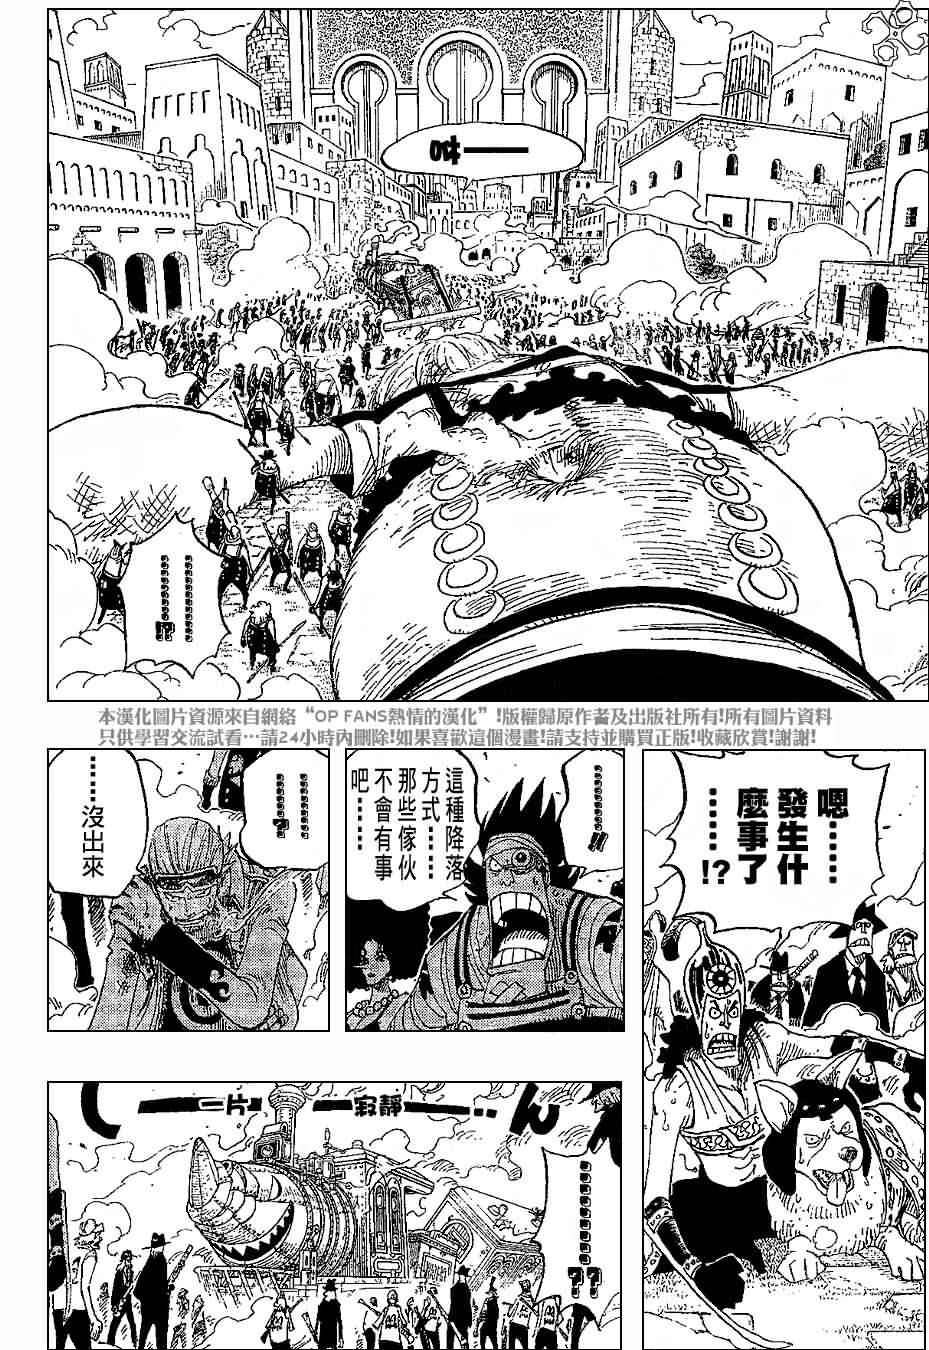 呼———
⋯⋯⋯⋯⋯⋯
⋯⋯⋯⋯⋯⋯!?
本漢化圖片資源來自網絡“OP FANS熱情的漢化”!版權歸原作者及出版社所有!所有圖片資料
只供學習交流試看…請24小時內刪除!如果喜歡這個漫畫!請支持並購買正版!收藏欣賞!謝謝!
嗯⋯⋯
發生什
麼事了
⋯⋯!?
⋯⋯⋯⋯!!
這種降落
方式⋯⋯
那些傢伙
不會有事
吧⋯⋯
⋯⋯⋯⋯
⋯⋯⋯⋯?
⋯⋯沒出來
一片——寂靜——
ん
し
⋯⋯⋯⋯⋯⋯
⋯⋯⋯⋯⋯⋯??